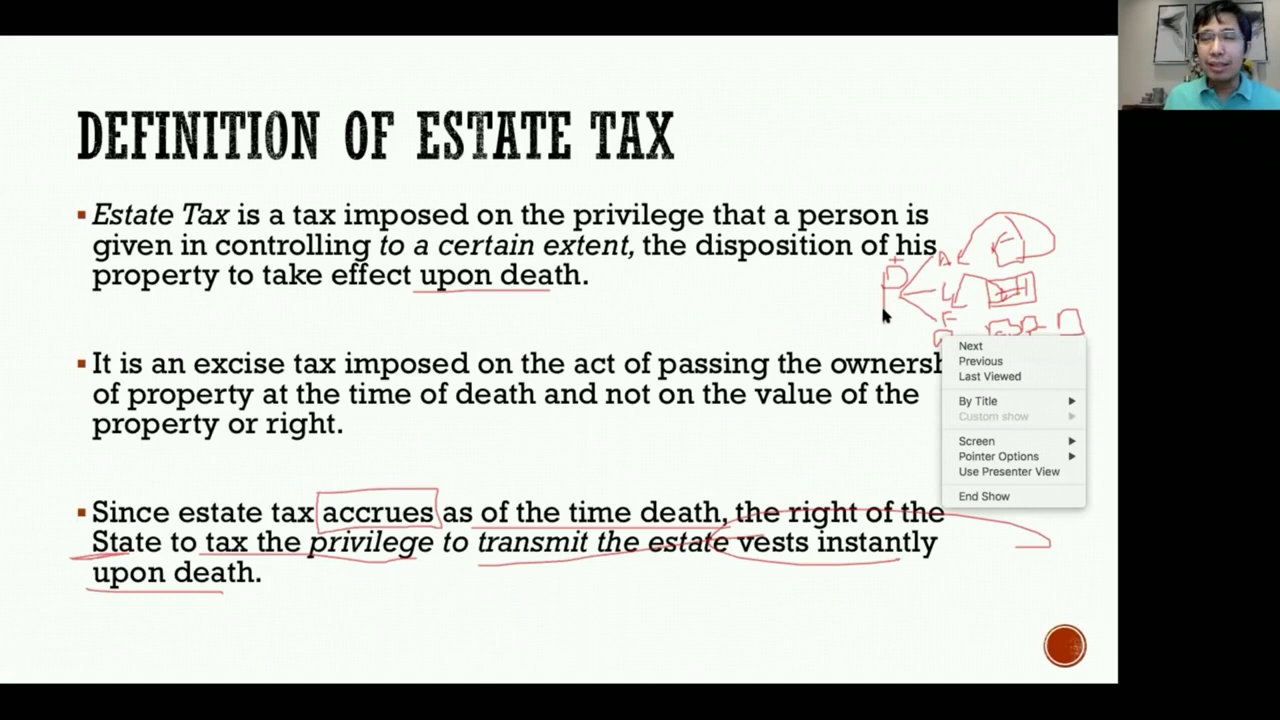 DEFINITION OF ESTATE TAX
Estate Tax is a tax imposed on the privilege that a person is
given in controlling to a certain extent, the disposition of his
property to take effect upon death.
It is an excise tax imposed on the act of passing the ownersh
of property at the time of death and not on the value of the
property or right.
Since estate tax accrues as of the time death, the right of the
State to tax the privilege to transmit the estate vests instantly
upon death.
D
Next
Previous
Last Viewed
By Title
Custom show
Screen
Pointer Options
Use Presenter View
End Show